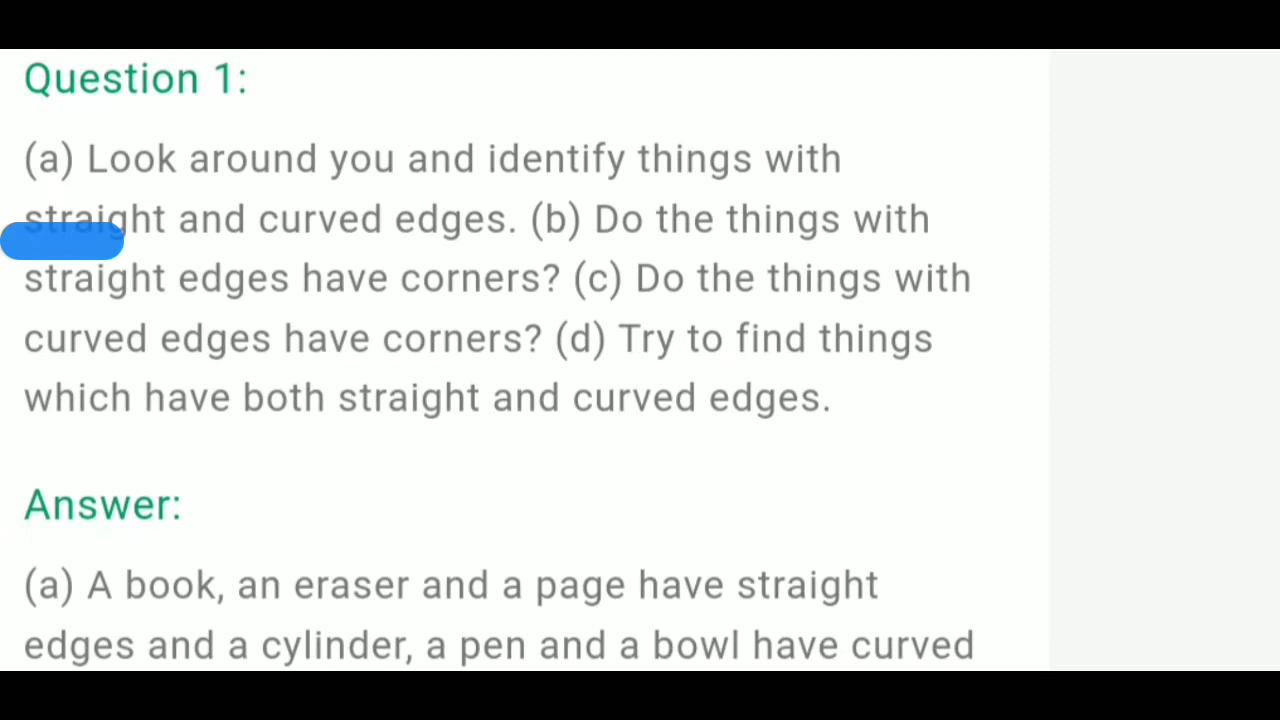 Question 1:
(a) Look around you and identify things with
straight and curved edges. (b) Do the things with
straight edges have corners? (c) Do the things with
curved edges have corners? (d) Try to find things
which have both straight and curved edges.
Answer:
(a) A book, an eraser and a page have straight
edges and a cylinder, a pen and a bowl have curved